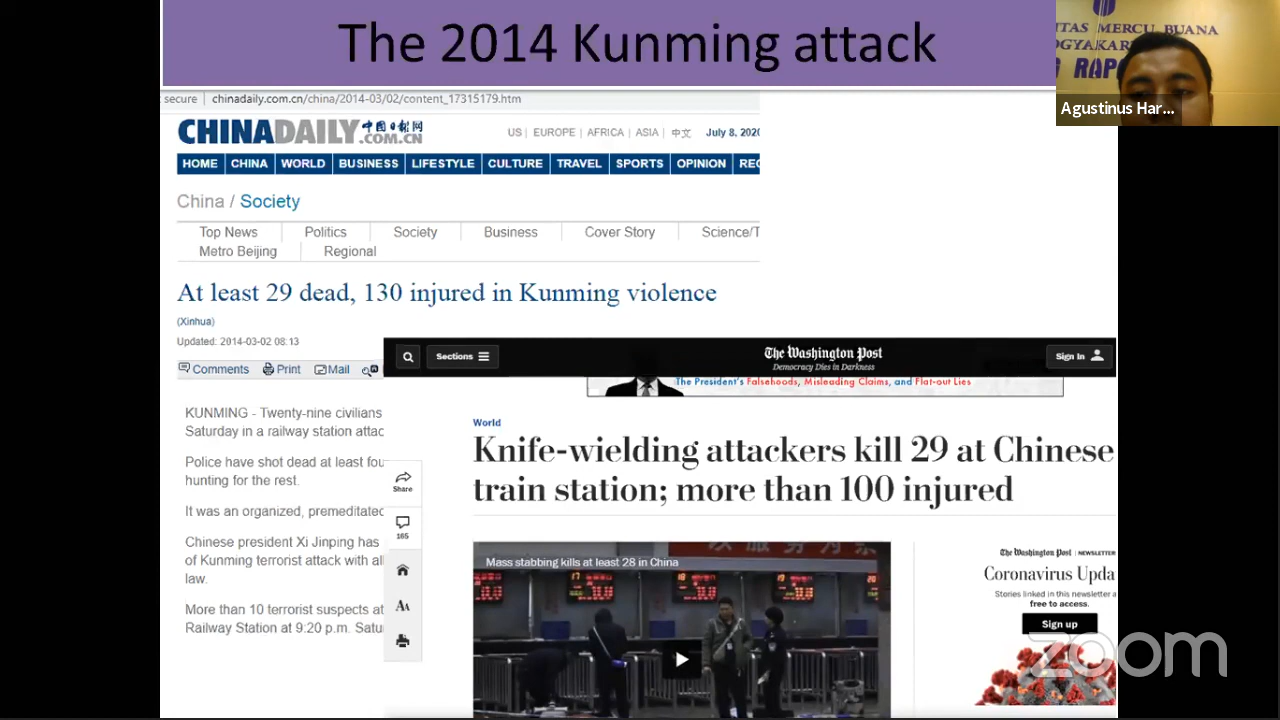 The 2014 Kunming attack
ITAS MERCU BUANA
OGYAKAR
G RAPO
Agustinus Har...
secure | chinadaily.com.cn/china/2014-03/02/content_17315179.htm
CHINADAILY 中国日报网
.COM.CN
US | EUROPE | AFRICA | ASIA | 中文 July 8, 2020
HOME CHINA WORLD BUSINESS LIFESTYLE CULTURE TRAVEL SPORTS OPINION REG
China / Society
Top News Politics Society Business Cover Story Science/T
Metro Beijing Regional
At least 29 dead, 130 injured in Kunming violence
(Xinhua)
Updated: 2014-03-02 08:13
Comments Print Mail
Sections
The Washington Post
Democracy Dies in Darkness
Sign In
The President's Falsehoods, Misleading Claims, and Flat-out Lies
KUNMING - Twenty-nine civilians
Saturday in a railway station attac
Police have shot dead at least fou
hunting for the rest.
It was an organized, premeditated
Chinese president Xi Jinping has
of Kunming terrorist attack with all
law.
More than 10 terrorist suspects at
Railway Station at 9:20 p.m. Satu
Share
165
AA
World
Knife-wielding attackers kill 29 at Chinese
train station; more than 100 injured
Mass stabbing kills at least 28 in China
The Washington Post | NEWSLETTER
Coronavirus Upda
Stories linked in this newsletter a
free to access.
Sign up
zoom